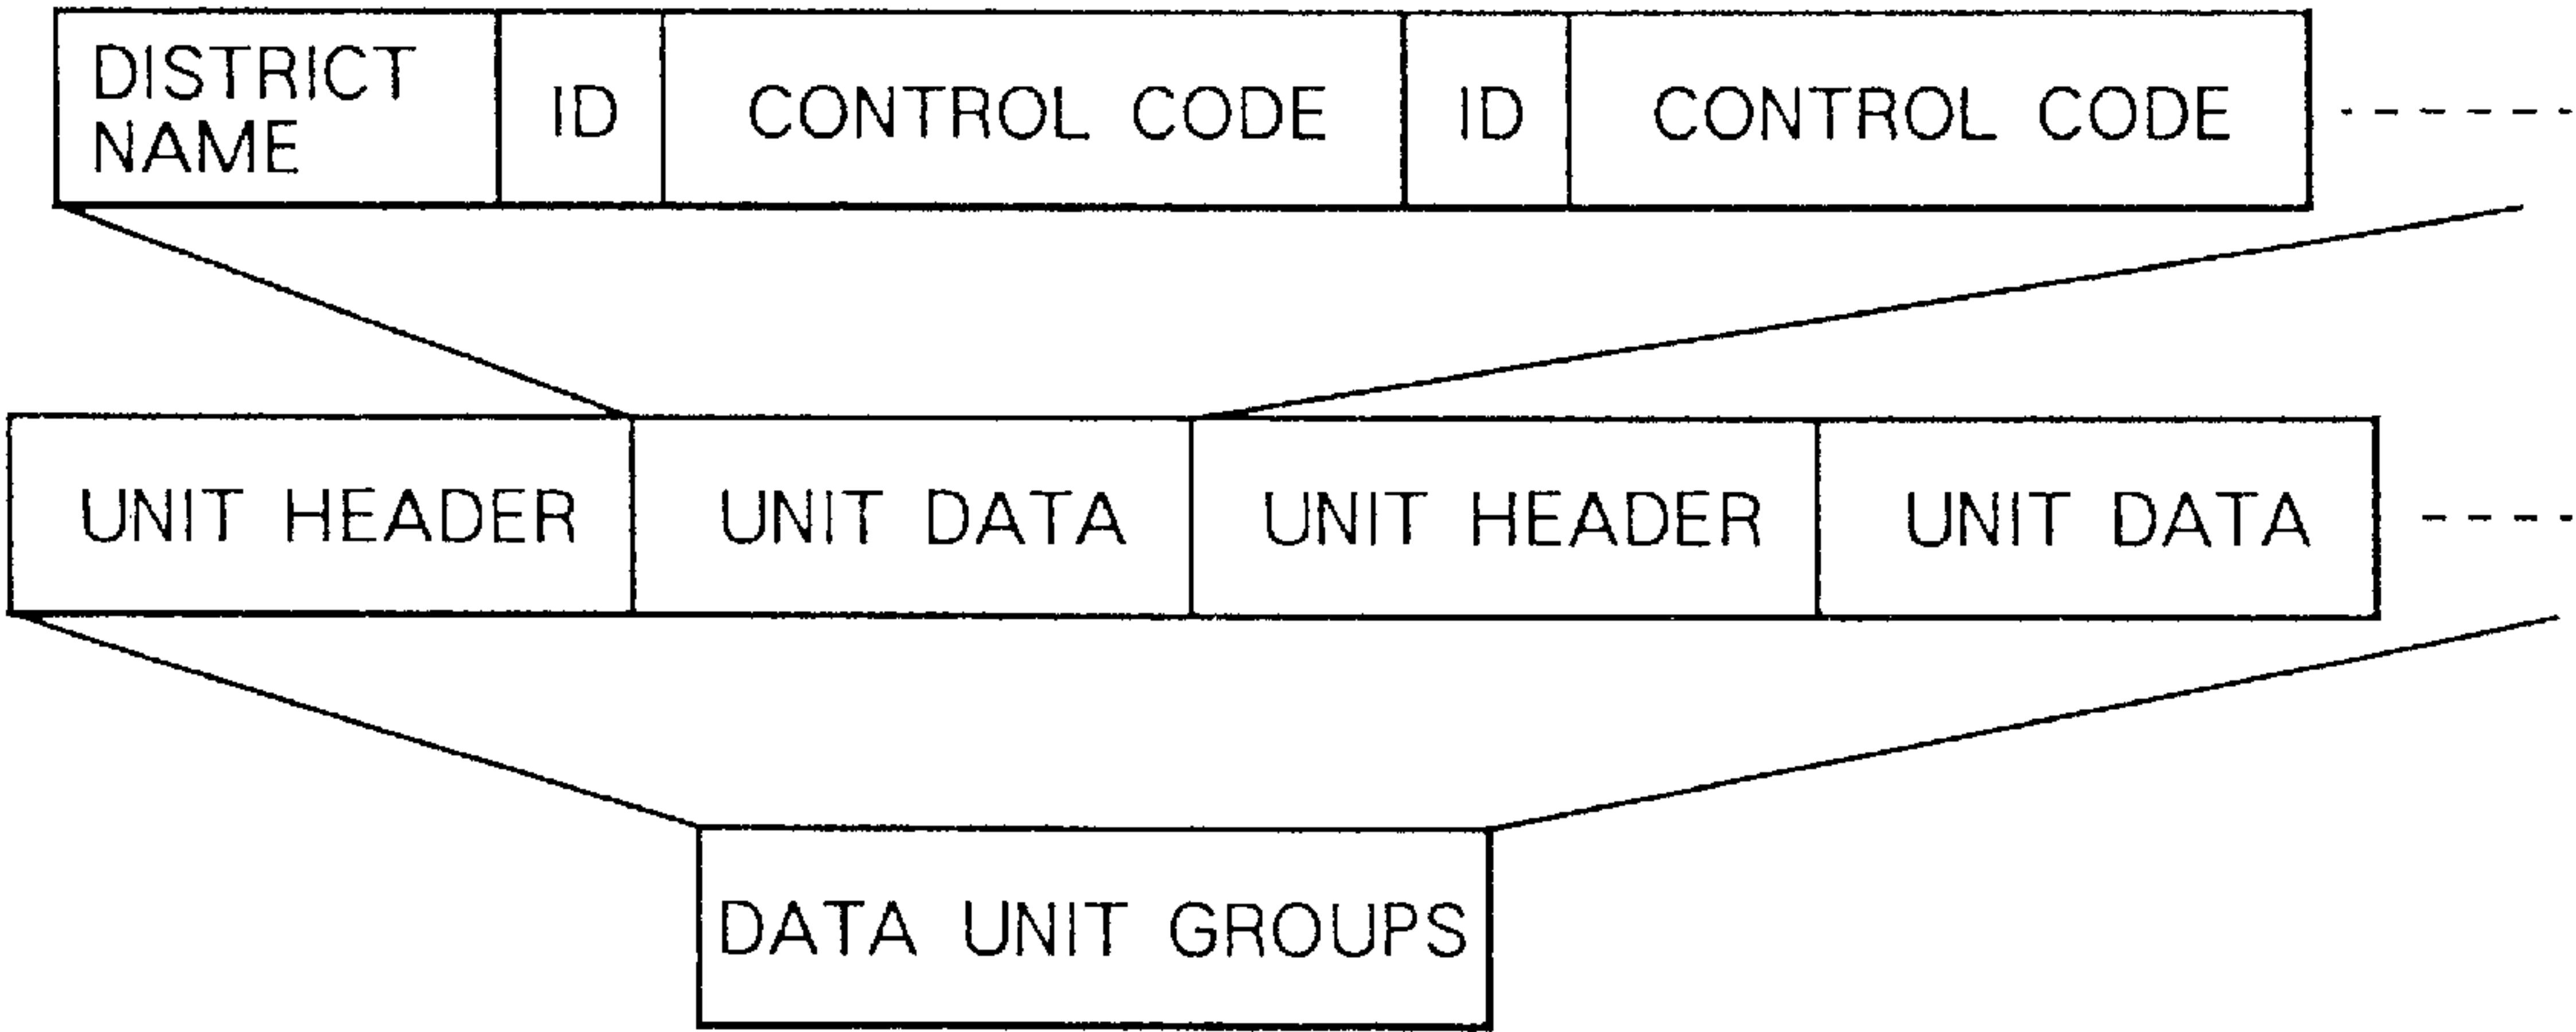 DISTRICT
NAME
ID
CONTROL CODE
ID
CONTROL CODE
UNIT HEADER
UNIT DATA
UNIT HEADER
UNIT DATA
DATA UNIT GROUPS